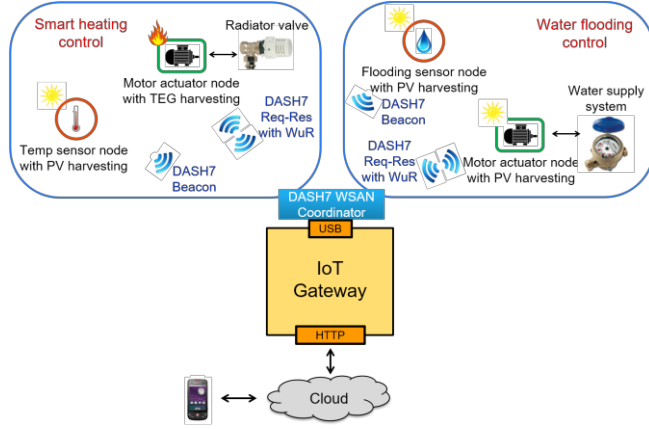 Smart heating
control
Radiator valve
Motor actuator node
with TEG harvesting
Temp sensor node
with PV harvesting
DASH7
Req-Res
with WuR
DASH7
Beacon
Water flooding
control
Flooding sensor node
with PV harvesting
DASH7
Beacon
Water supply
system
DASH7
Req-Res
with WuR
Motor actuator node
with PV harvesting
DASH7 WSAN
Coordinator
USB
IoT
Gateway
HTTP
Cloud